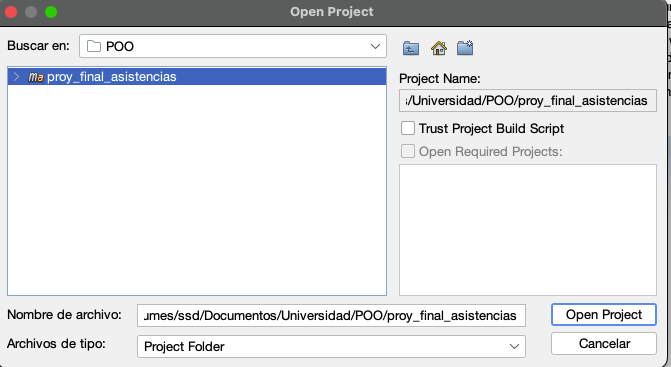 Open Project
Buscar en: POO
ma proy_final_asistencias
Project Name:
s/Universidad/POO/proy_final_asistencias
Trust Project Build Script
Open Required Projects:
Nombre de archivo: umes/ssd/Documentos/Universidad/POO/proy_final_asistencias
Open Project
Archivos de tipo: Project Folder
Cancelar